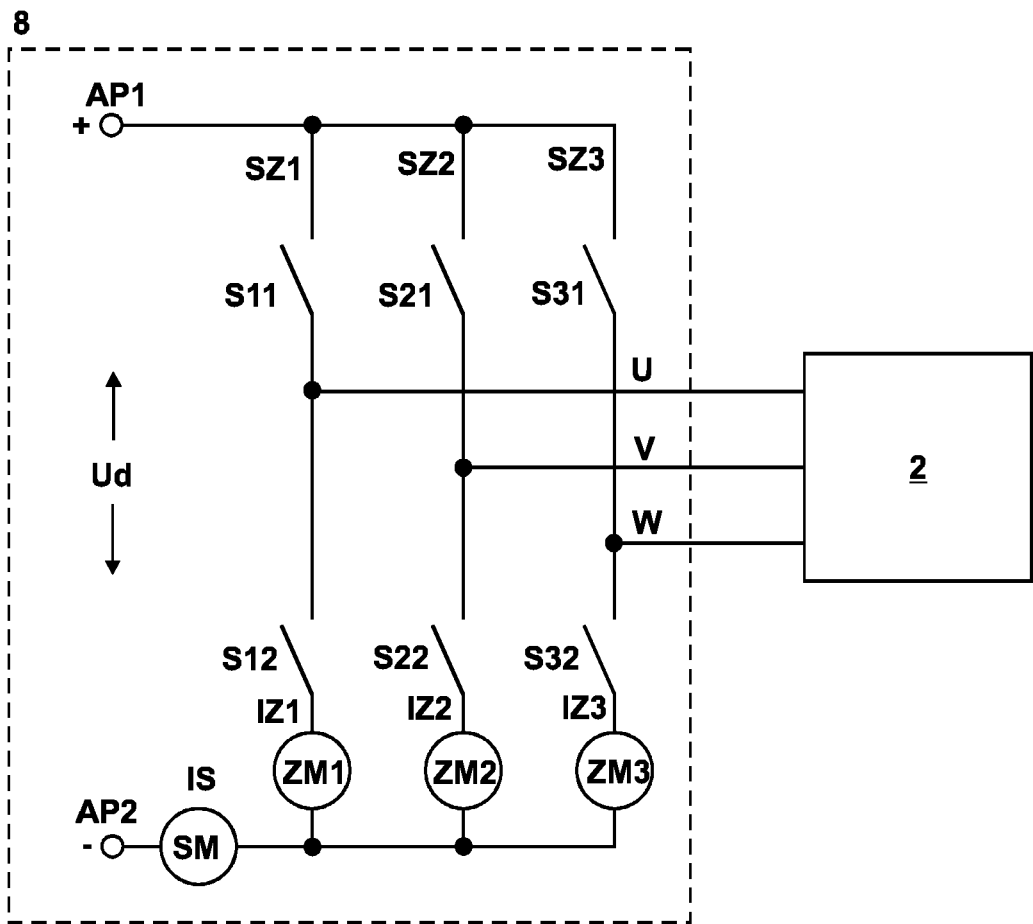 8
AP1
+
SZ1 SZ2 SZ3
S11 S21 S31
U
Ud
V
2
W
S12 S22 S32
IZ1 IZ2 IZ3
IS
ZM1 ZM2 ZM3
AP2
-
SM